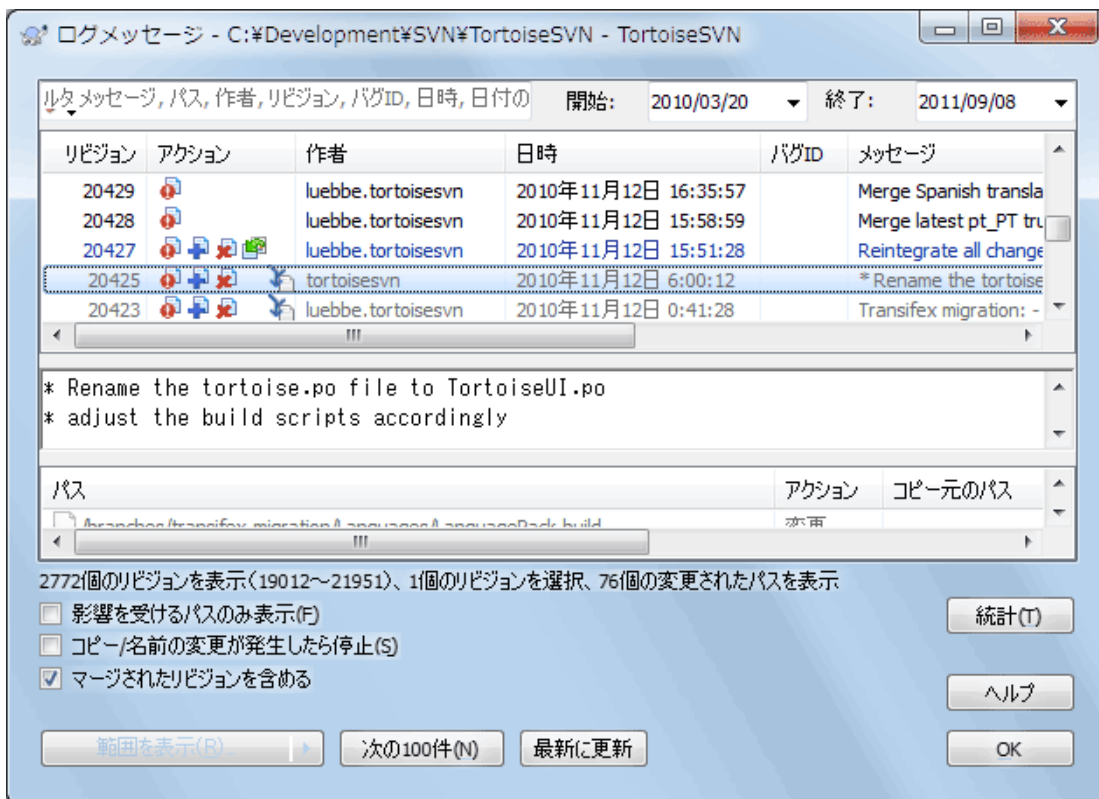 ログメッセージ - C:¥Development¥SVN¥TortoiseSVN - TortoiseSVN
ルタ メッセージ, パス, 作者, リビジョン, バグID, 日時, 日付の 開始: 2010/03/20 終了: 2011/09/08
リビジョン アクション 作者 日時 バグID メッセージ
20429 luebbe.tortoisesvn 2010年11月12日 16:35:57 Merge Spanish transla
20428 luebbe.tortoisesvn 2010年11月12日 15:58:59 Merge latest pt_PT tru
20427 luebbe.tortoisesvn 2010年11月12日 15:51:28 Reintegrate all change
20425 tortoisesvn 2010年11月12日 6:00:12 * Rename the tortoise
20423 luebbe.tortoisesvn 2010年11月12日 0:41:28 Transifex migration: -
* Rename the tortoise.po file to TortoiseUI.po
* adjust the build scripts accordingly
パス アクション コピー元のパス
/branches/transifex-migration/Languages/LanguagePack.build 変更
2772個のリビジョンを表示(19012～21951)、1個のリビジョンを選択、76個の変更されたパスを表示
影響を受けるパスのみ表示(F)
統計(T)
コピー/名前の変更が発生したら停止(S)
マージされたリビジョンを含める
ヘルプ
範囲を表示(R)... 次の100件(N) 最新に更新 OK